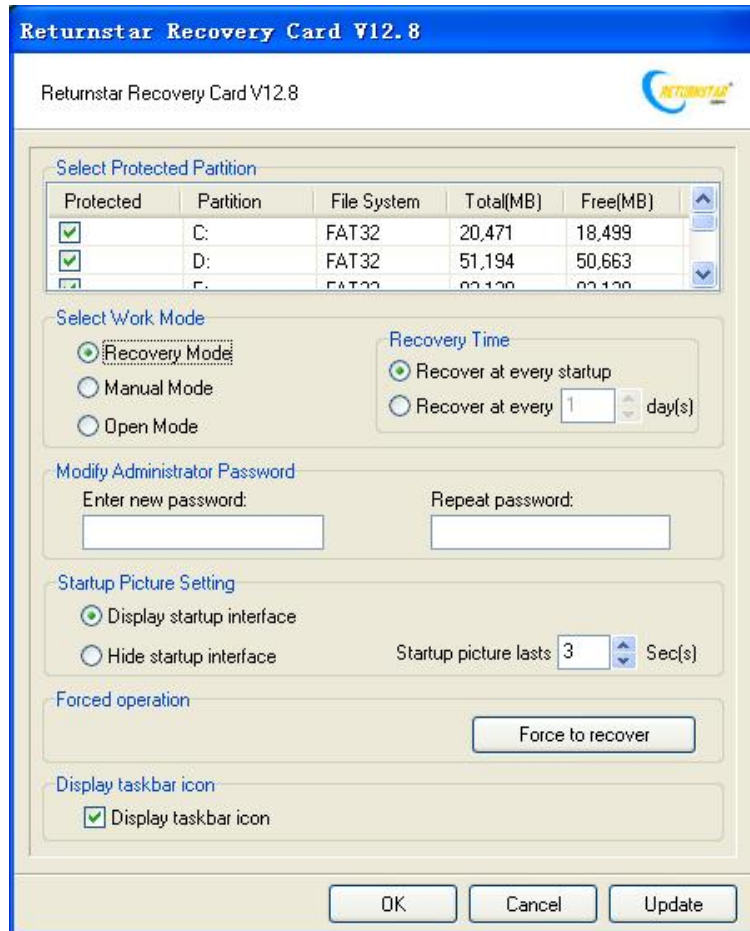 Returnstar Recovery Card V12.8
Returnstar Recovery Card V12.8
RETURNSTAR
Select Protected Partition
Protected Partition File System Total(MB) Free(MB)
C: FAT32 20,471 18,499
D: FAT32 51,194 50,663
FAT32
Select Work Mode
Recovery Mode
Manual Mode
Open Mode
Recovery Time
Recover at every startup
Recover at every 1 day(s)
Modify Administrator Password
Enter new password: Repeat password:
Startup Picture Setting
Display startup interface
Hide startup interface Startup picture lasts 3 Sec(s)
Forced operation
Force to recover
Display taskbar icon
Display taskbar icon
OK Cancel Update